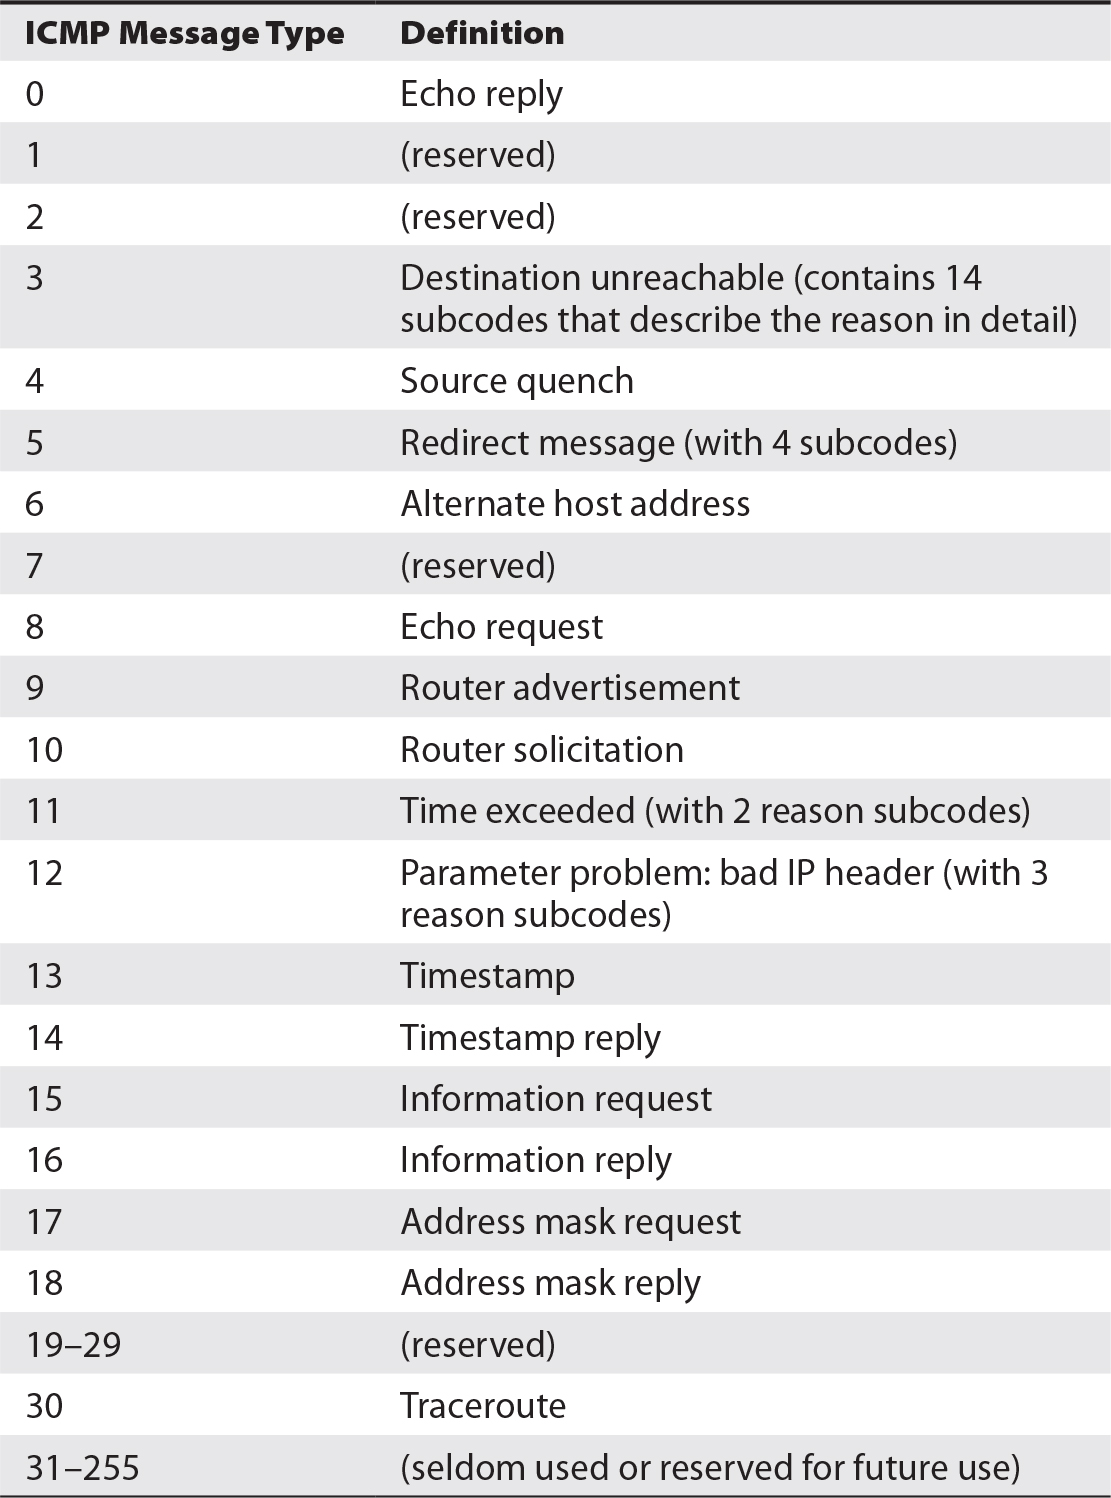 ICMP Message Type Definition
0 Echo reply
1 (reserved)
2 (reserved)
3 Destination unreachable (contains 14
subcodes that describe the reason in detail)
4 Source quench
5 Redirect message (with 4 subcodes)
6 Alternate host address
7 (reserved)
8 Echo request
9 Router advertisement
10 Router solicitation
11 Time exceeded (with 2 reason subcodes)
12 Parameter problem: bad IP header (with 3
reason subcodes)
13 Timestamp
14 Timestamp reply
15 Information request
16 Information reply
17 Address mask request
18 Address mask reply
19–29 (reserved)
30 Traceroute
31–255 (seldom used or reserved for future use)